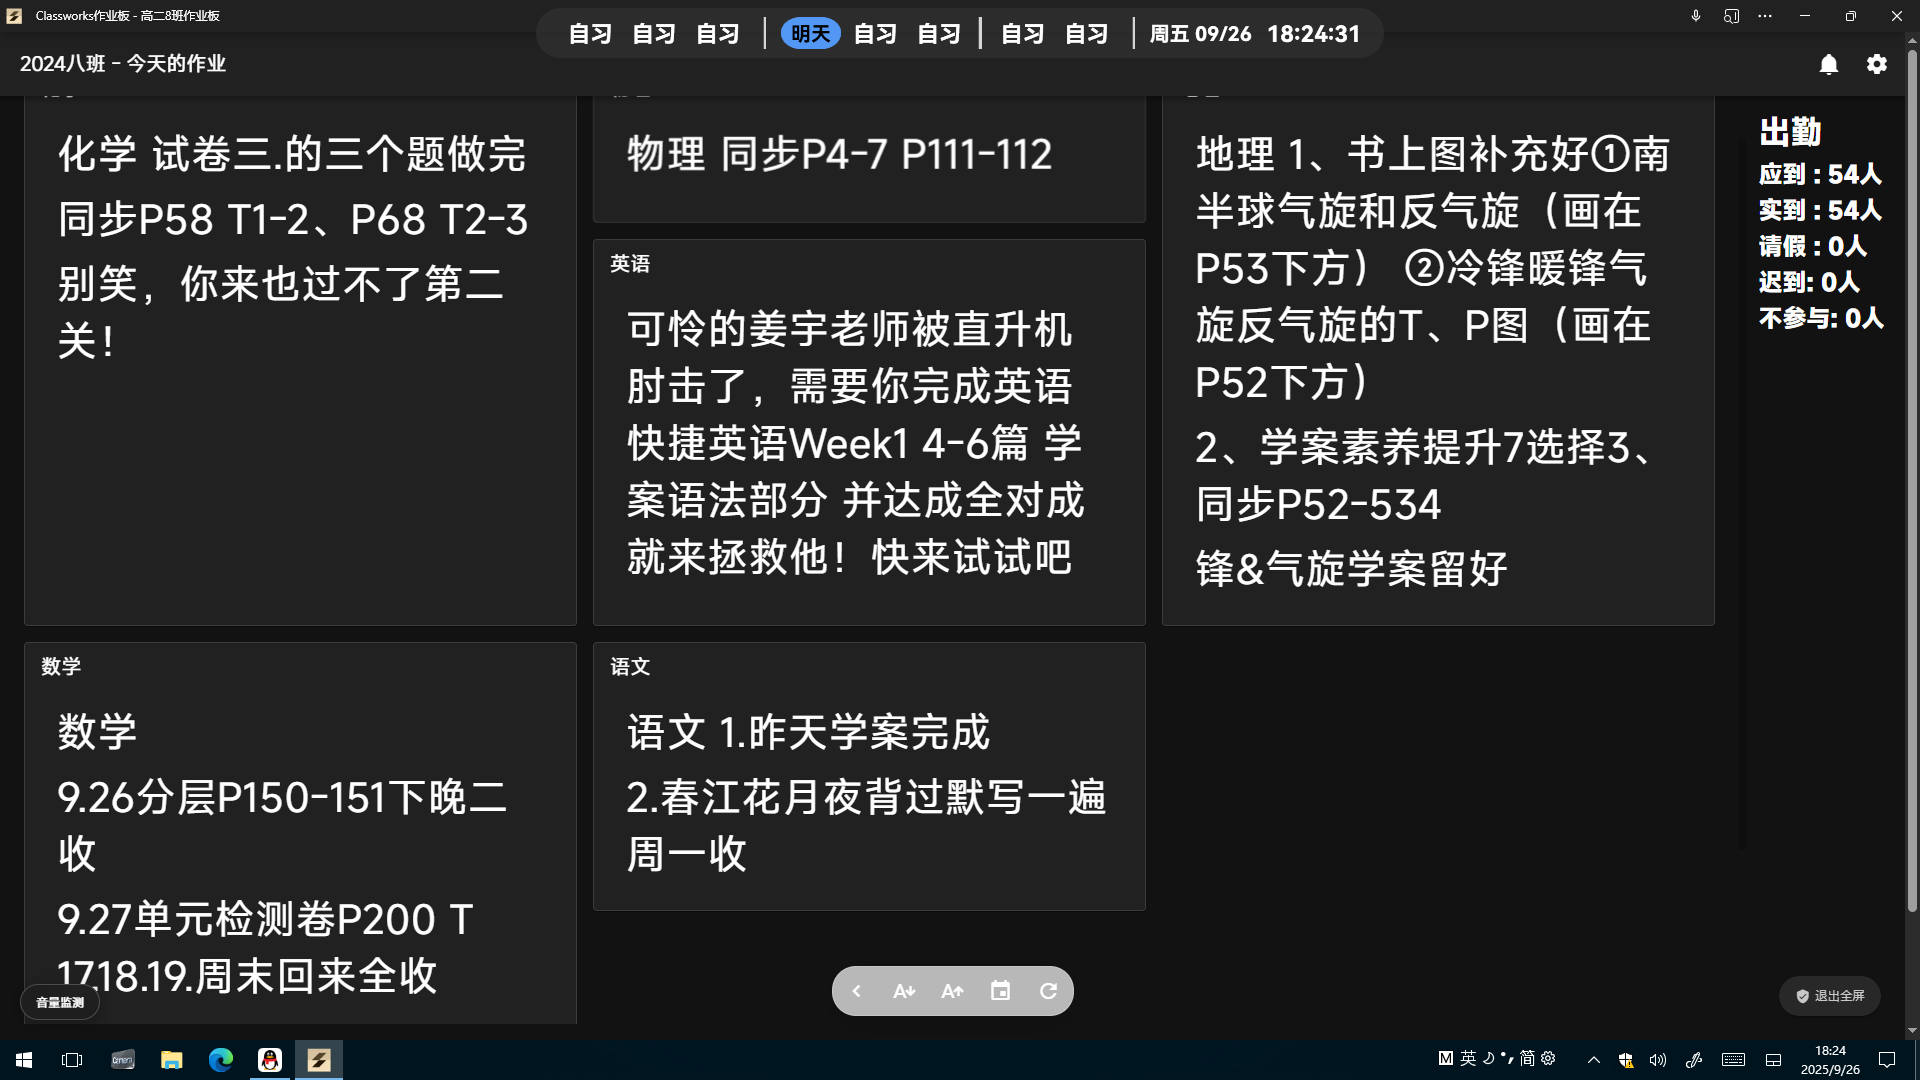 Classworks作业板 - 高二8班作业板
自习 自习 自习 | 明天 自习 自习 | 自习 自习 | 周五 09/26 18:24:31
2024八班 - 今天的作业
化学 试卷三.的三个题做完
同步P58 T1-2、P68 T2-3
别笑，你来也过不了第二
关！
物理 同步P4-7 P111-112
英语
可怜的姜宇老师被直升机
肘击了，需要你完成英语
快捷英语Week1 4-6篇 学
案语法部分 并达成全对成
就来拯救他！快来试试吧
地理 1、书上图补充好①南
半球气旋和反气旋（画在
P53下方） ②冷锋暖锋气
旋反气旋的T、P图（画在
P52下方）
2、学案素养提升7选择3、
同步P52-534
锋&气旋学案留好
出勤
应到 : 54人
实到 : 54人
请假 : 0人
迟到: 0人
不参与: 0人
数学
数学
9.26分层P150-151下晚二
收
9.27单元检测卷P200 T
17.18.19.周末回来全收
语文
语文 1.昨天学案完成
2.春江花月夜背过默写一遍
周一收
音量监测
退出全屏
M 英 简
18:24
2025/9/26